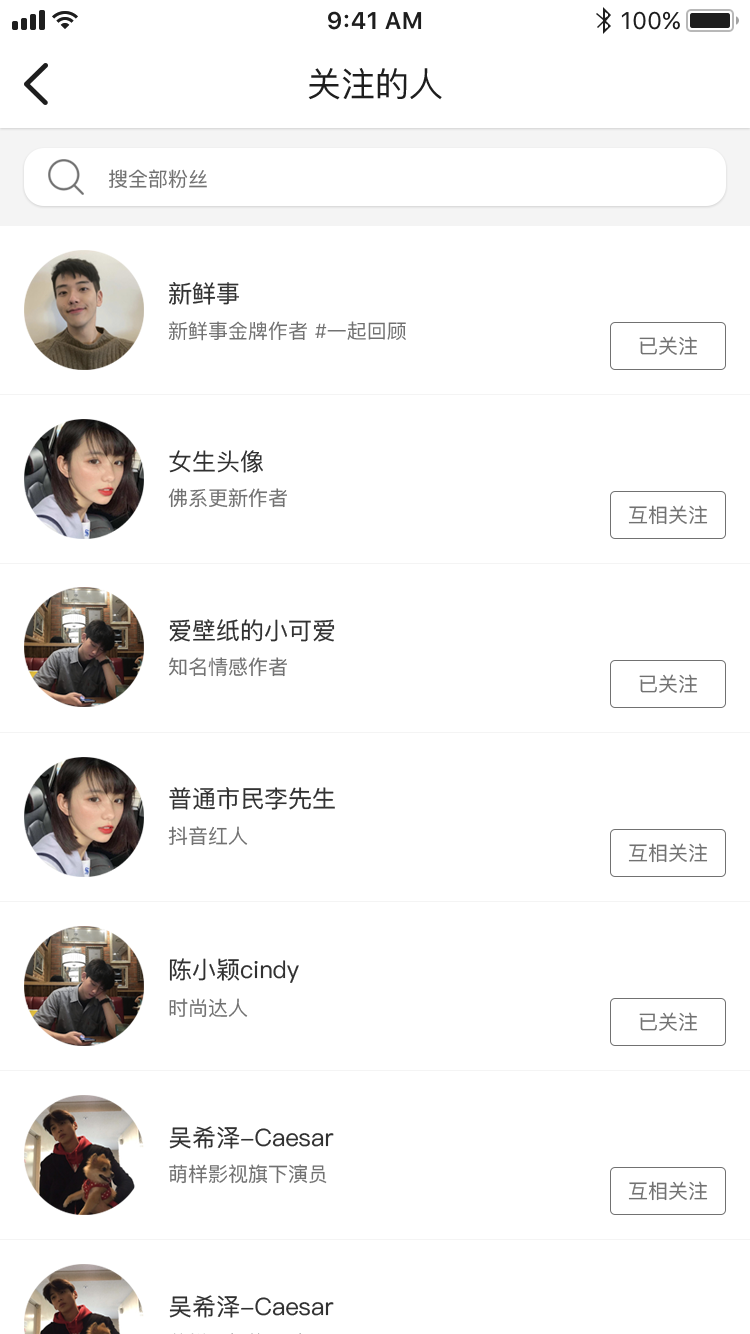 9:41 AM
100%
关注的人
搜全部粉丝
新鲜事
新鲜事金牌作者 #一起回顾
已关注
女生头像
佛系更新作者
互相关注
爱壁纸的小可爱
知名情感作者
已关注
普通市民李先生
抖音红人
互相关注
陈小颖cindy
时尚达人
已关注
吴希泽-Caesar
萌样影视旗下演员
互相关注
吴希泽-Caesar